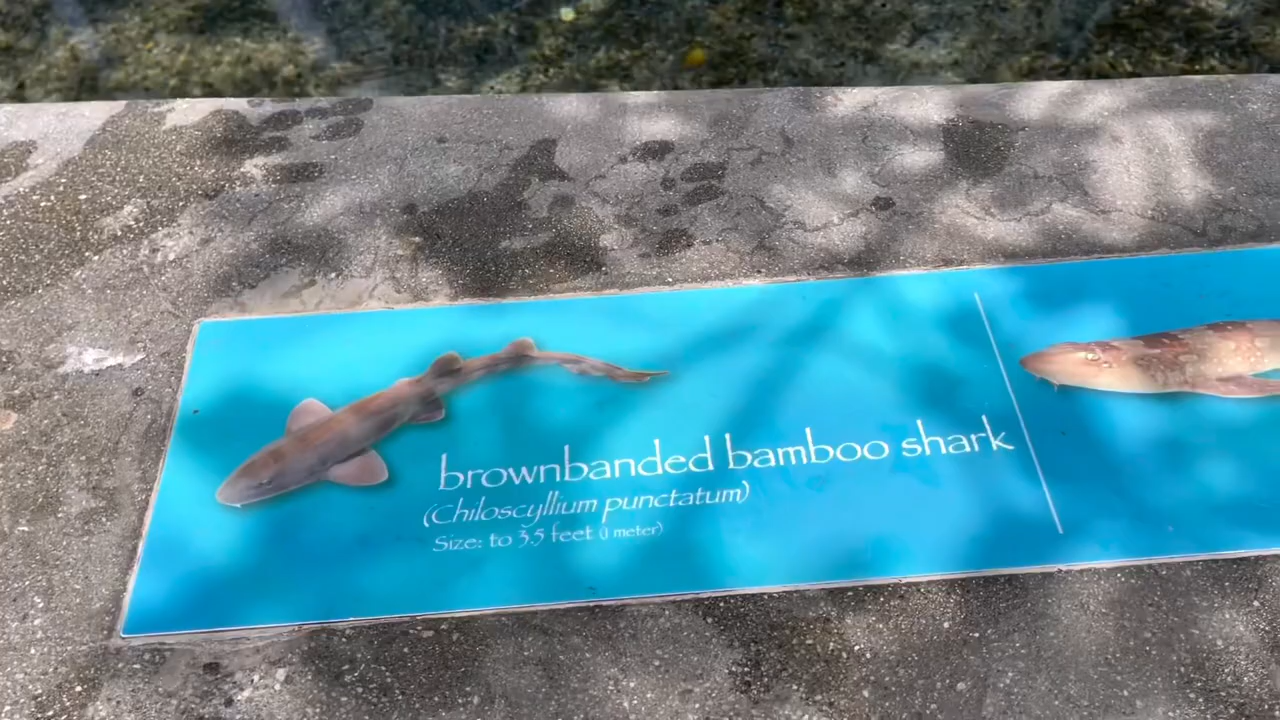 brownbanded bamboo shark
(Chiloscyllium punctatum)
Size: to 3.5 feet (1 meter)